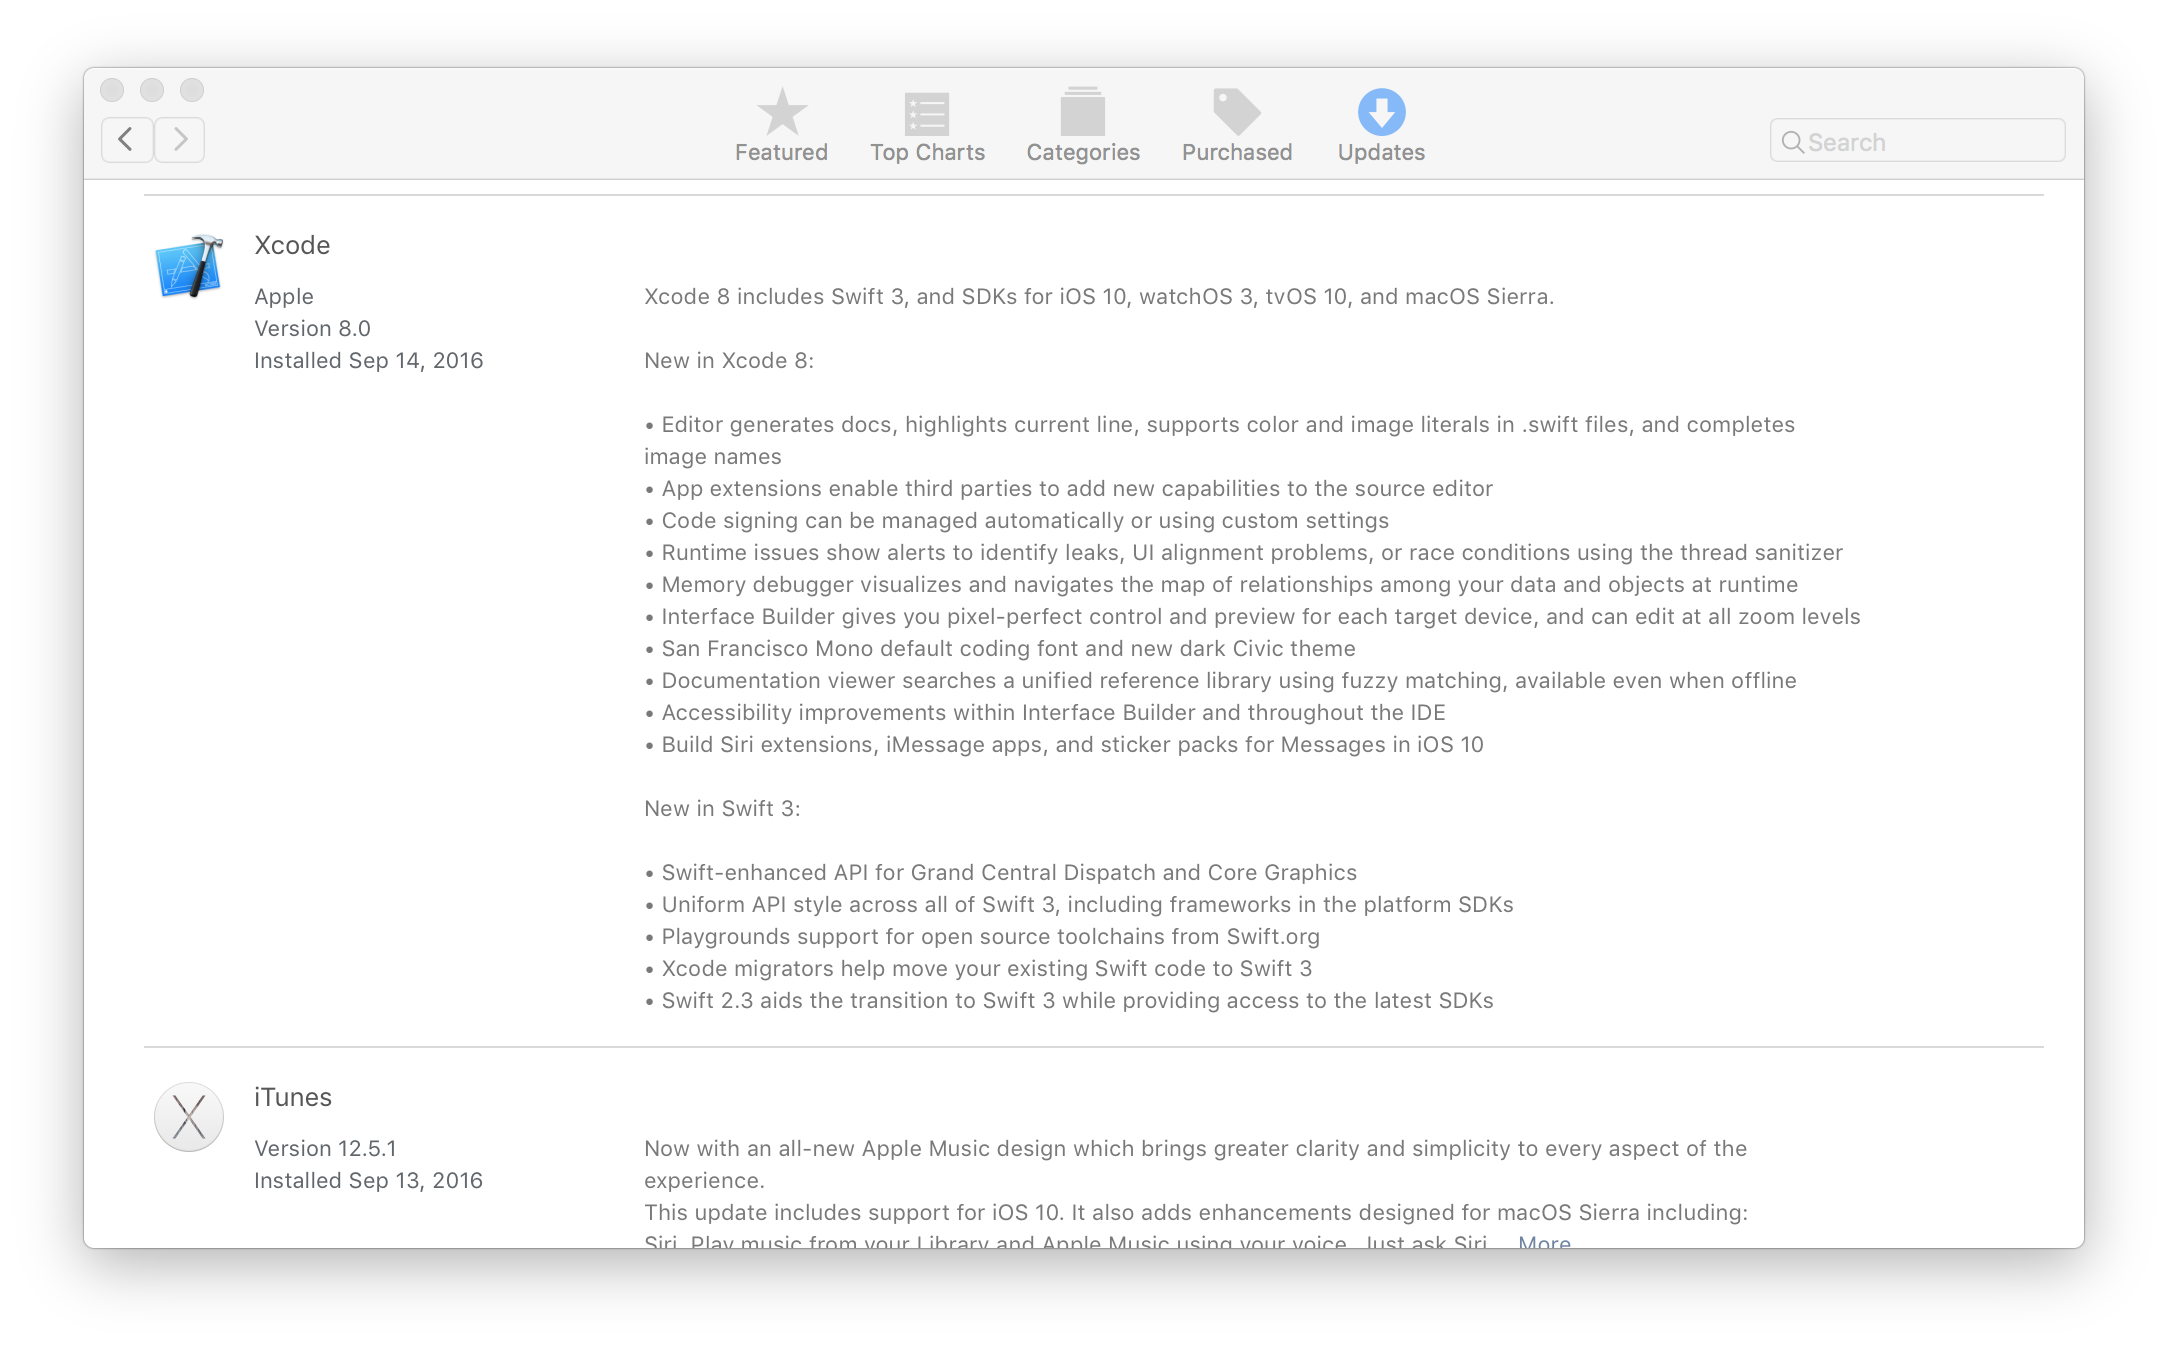 Featured
Top Charts
Categories
Purchased
Updates
Search
Xcode
Apple
Version 8.0
Installed Sep 14, 2016
Xcode 8 includes Swift 3, and SDKs for iOS 10, watchOS 3, tvOS 10, and macOS Sierra.
New in Xcode 8:
• Editor generates docs, highlights current line, supports color and image literals in .swift files, and completes
image names
• App extensions enable third parties to add new capabilities to the source editor
• Code signing can be managed automatically or using custom settings
• Runtime issues show alerts to identify leaks, UI alignment problems, or race conditions using the thread sanitizer
• Memory debugger visualizes and navigates the map of relationships among your data and objects at runtime
• Interface Builder gives you pixel-perfect control and preview for each target device, and can edit at all zoom levels
• San Francisco Mono default coding font and new dark Civic theme
• Documentation viewer searches a unified reference library using fuzzy matching, available even when offline
• Accessibility improvements within Interface Builder and throughout the IDE
• Build Siri extensions, iMessage apps, and sticker packs for Messages in iOS 10
New in Swift 3:
• Swift-enhanced API for Grand Central Dispatch and Core Graphics
• Uniform API style across all of Swift 3, including frameworks in the platform SDKs
• Playgrounds support for open source toolchains from Swift.org
• Xcode migrators help move your existing Swift code to Swift 3
• Swift 2.3 aids the transition to Swift 3 while providing access to the latest SDKs
iTunes
Version 12.5.1
Installed Sep 13, 2016
Now with an all-new Apple Music design which brings greater clarity and simplicity to every aspect of the
experience.
This update includes support for iOS 10. It also adds enhancements designed for macOS Sierra including:
Siri. Play music from your Library and Apple Music using your voice. Just ask Siri... More